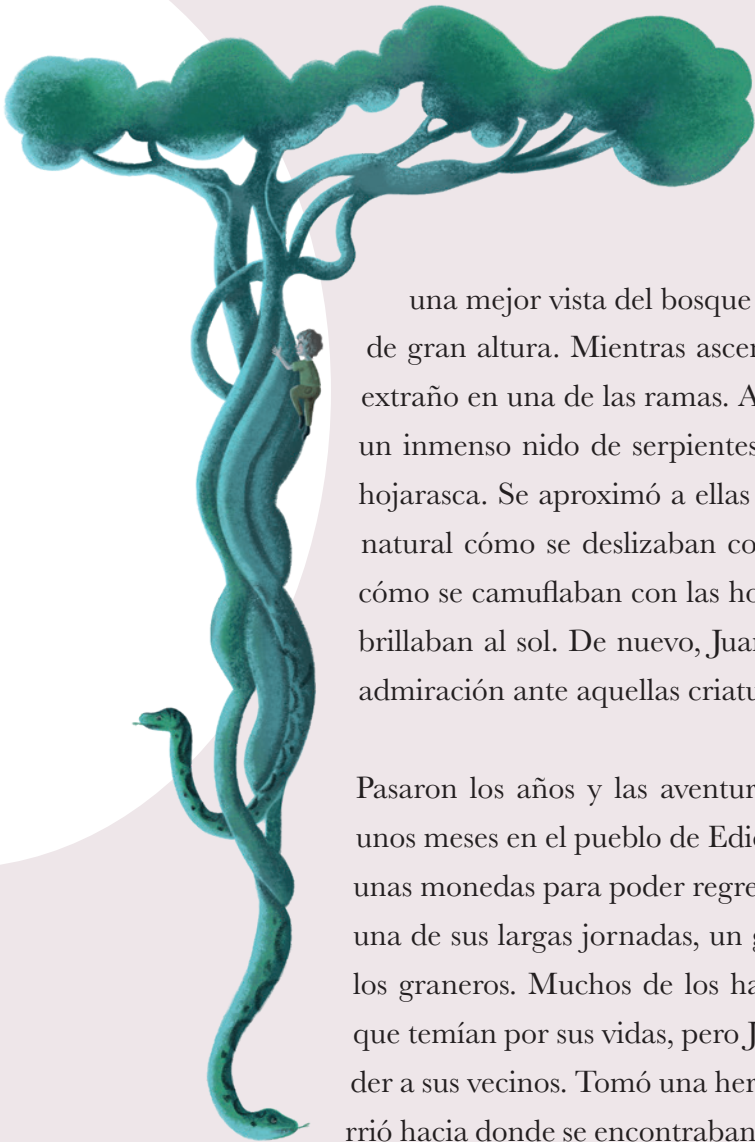 una mejor vista del bosque
de gran altura. Mientras ascen
extraño en una de las ramas. A
un inmenso nido de serpientes
hojarasca. Se aproximó a ellas
natural cómo se deslizaban co
cómo se camuflaban con las ho
brillaban al sol. De nuevo, Juan
admiración ante aquellas criatu
Pasaron los años y las aventur
unos meses en el pueblo de Edic
unas monedas para poder regre
una de sus largas jornadas, un g
los graneros. Muchos de los ha
que temían por sus vidas, pero J
der a sus vecinos. Tomó una her
rrió hacia donde se encontraban